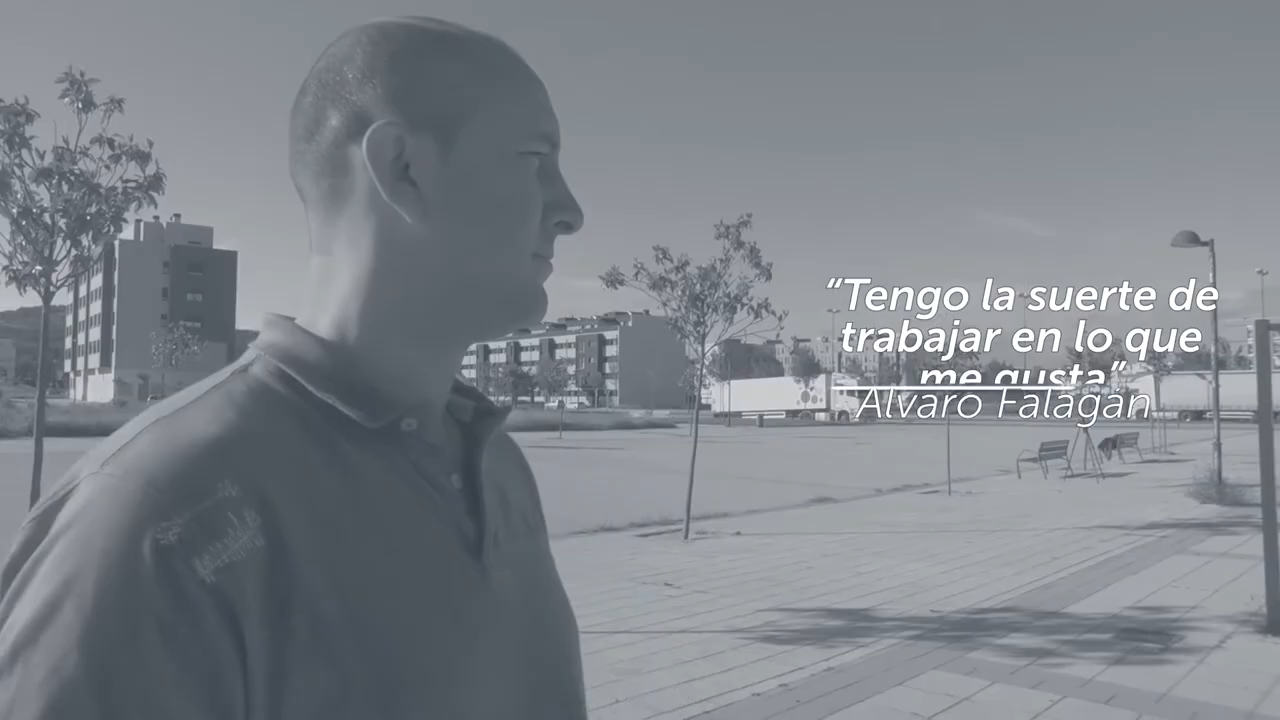 “Tengo la suerte de
trabajar en lo que
me gusta”
Alvaro Falagán